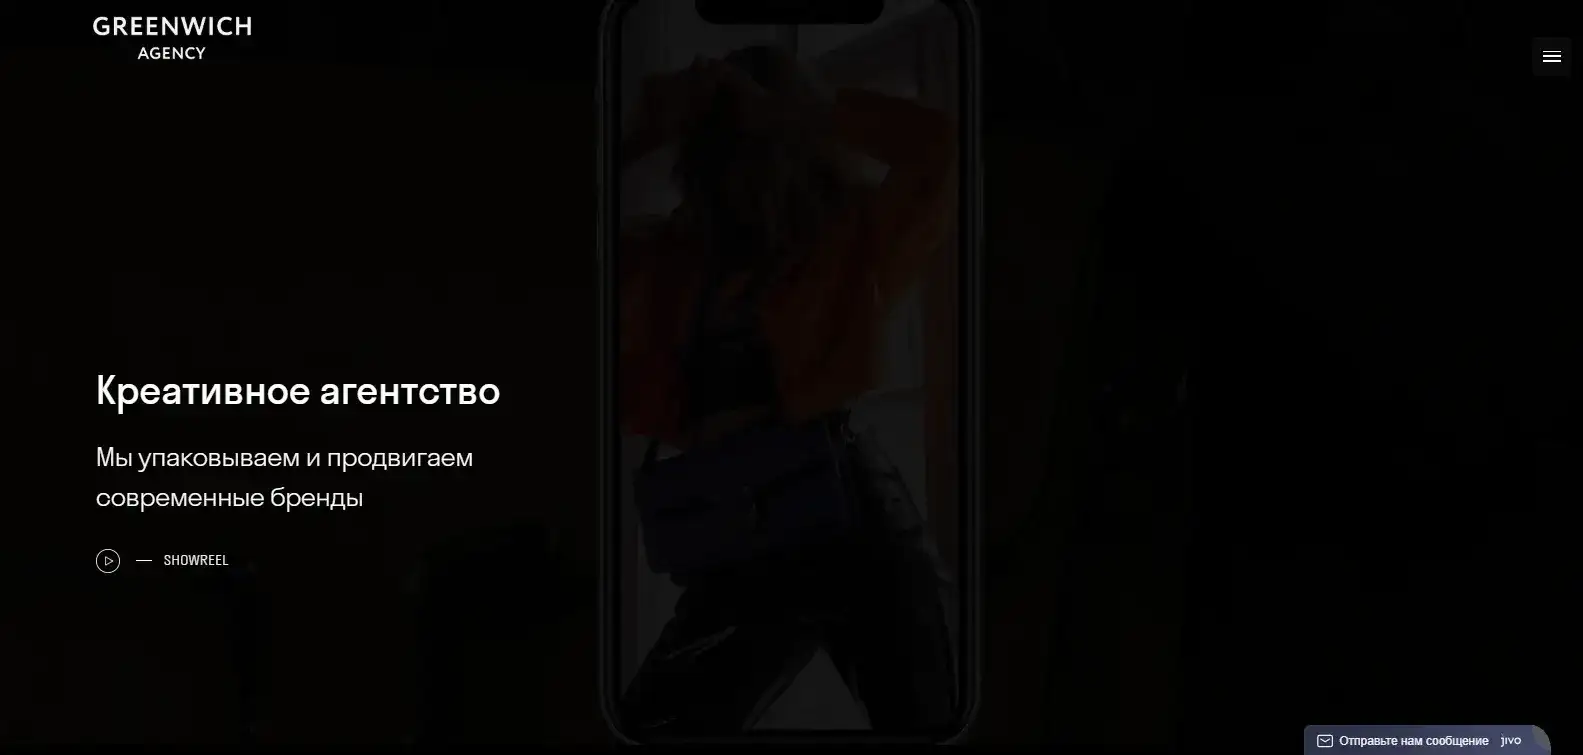 GREENWICH
AGENCY
Креативное агентство
Мы упаковываем и продвигаем
современные бренды
SHOWREEL
Отправьте нам сообщение jivo